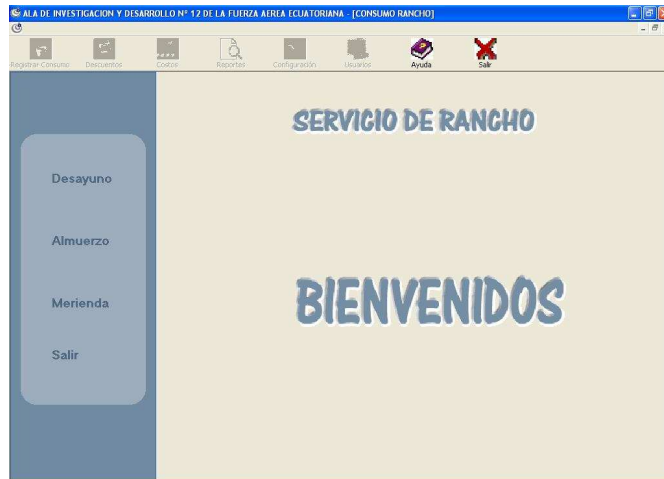 ALA DE INVESTIGACION Y DESARROLLO Nº 12 DE LA FUERZA AEREA ECUATORIANA - [CONSUMO RANCHO]
Registrar Consumo Descuentos Costos Reportes Configuración Usuarios Ayuda Salir
SERVICIO DE RANCHO
Desayuno
Almuerzo
Merienda
Salir
BIENVENIDOS